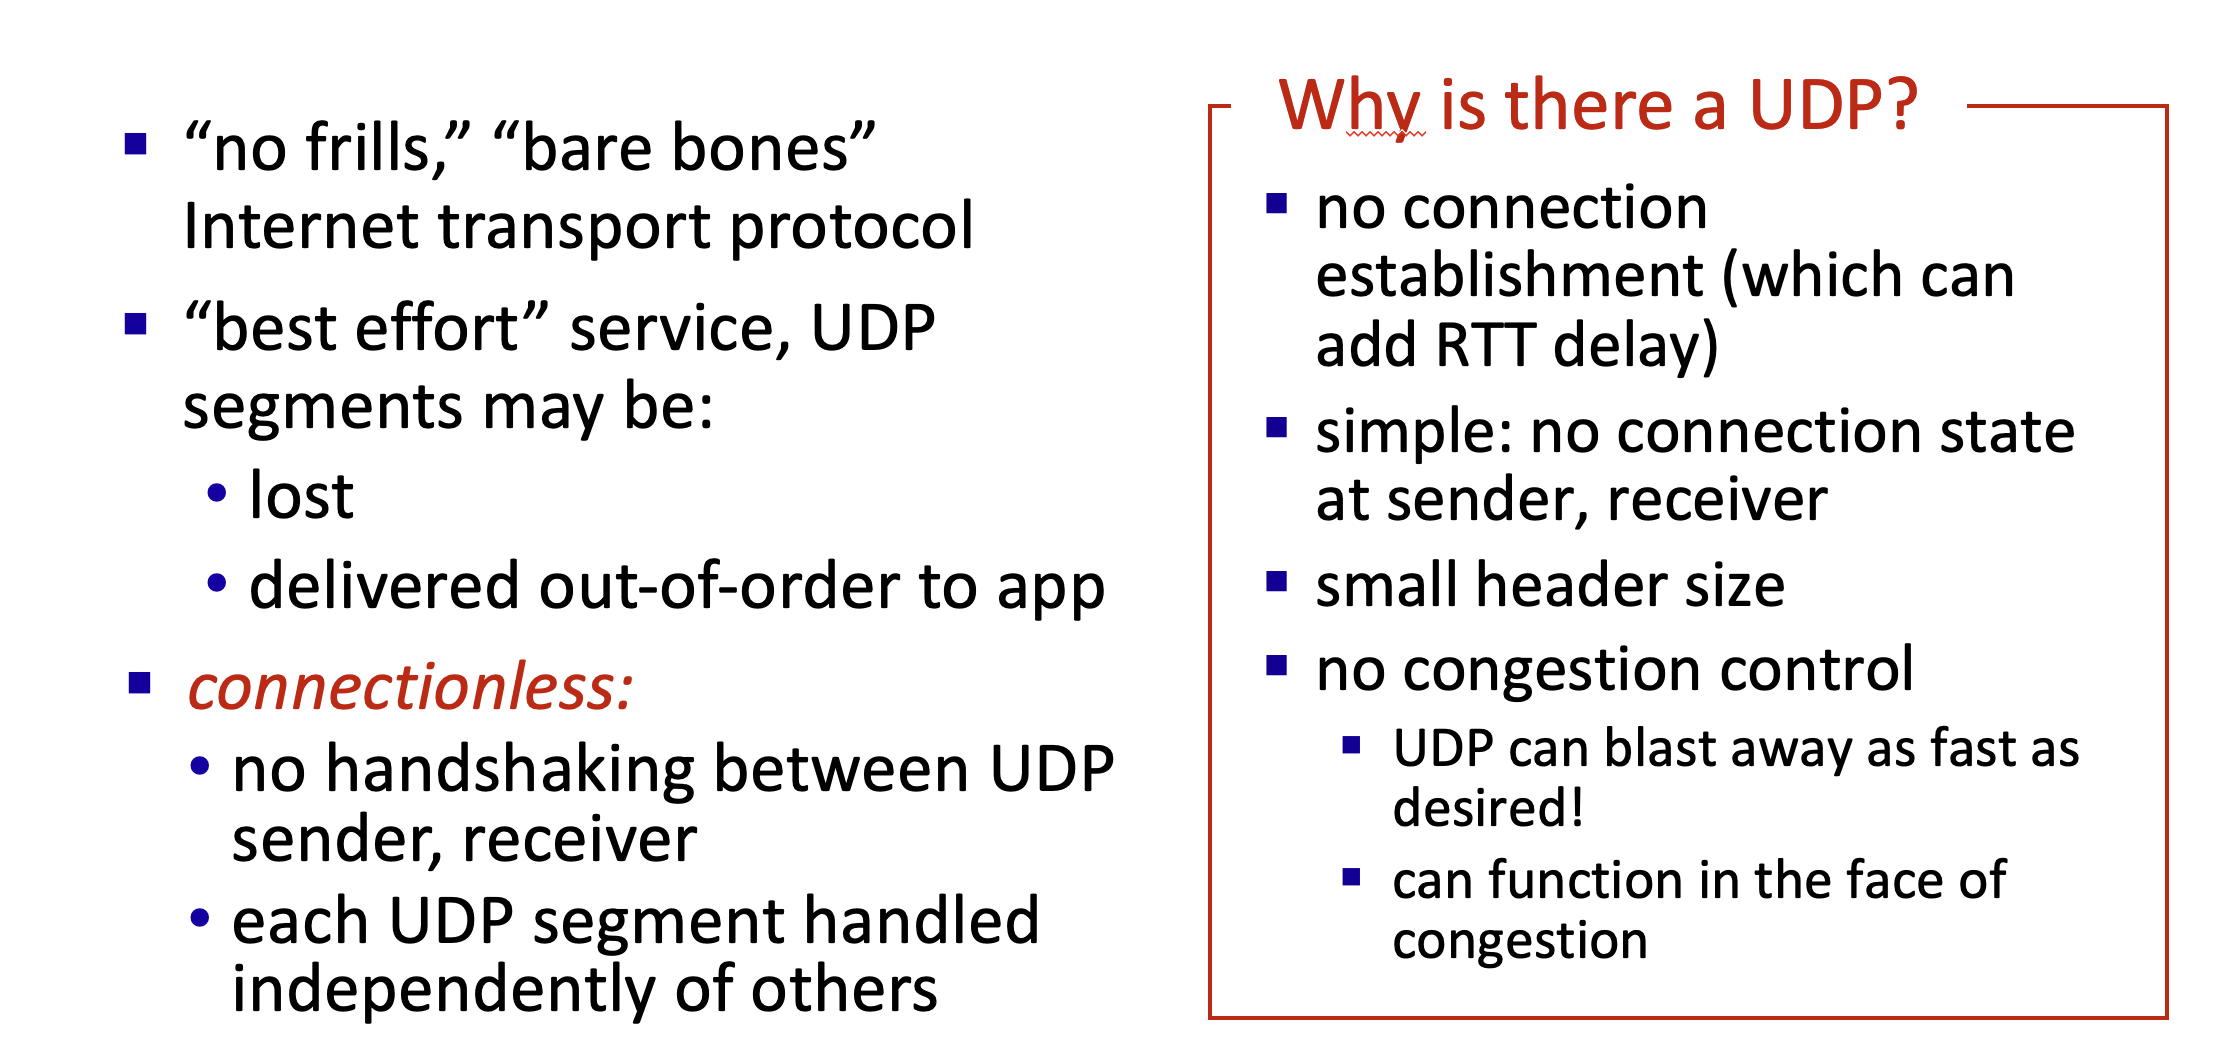 “no frills,” “bare bones”
Internet transport protocol
“best effort” service, UDP
segments may be:
lost
delivered out-of-order to app
connectionless:
no handshaking between UDP
sender, receiver
each UDP segment handled
independently of others
Why is there a UDP?
no connection
establishment (which can
add RTT delay)
simple: no connection state
at sender, receiver
small header size
no congestion control
UDP can blast away as fast as
desired!
can function in the face of
congestion